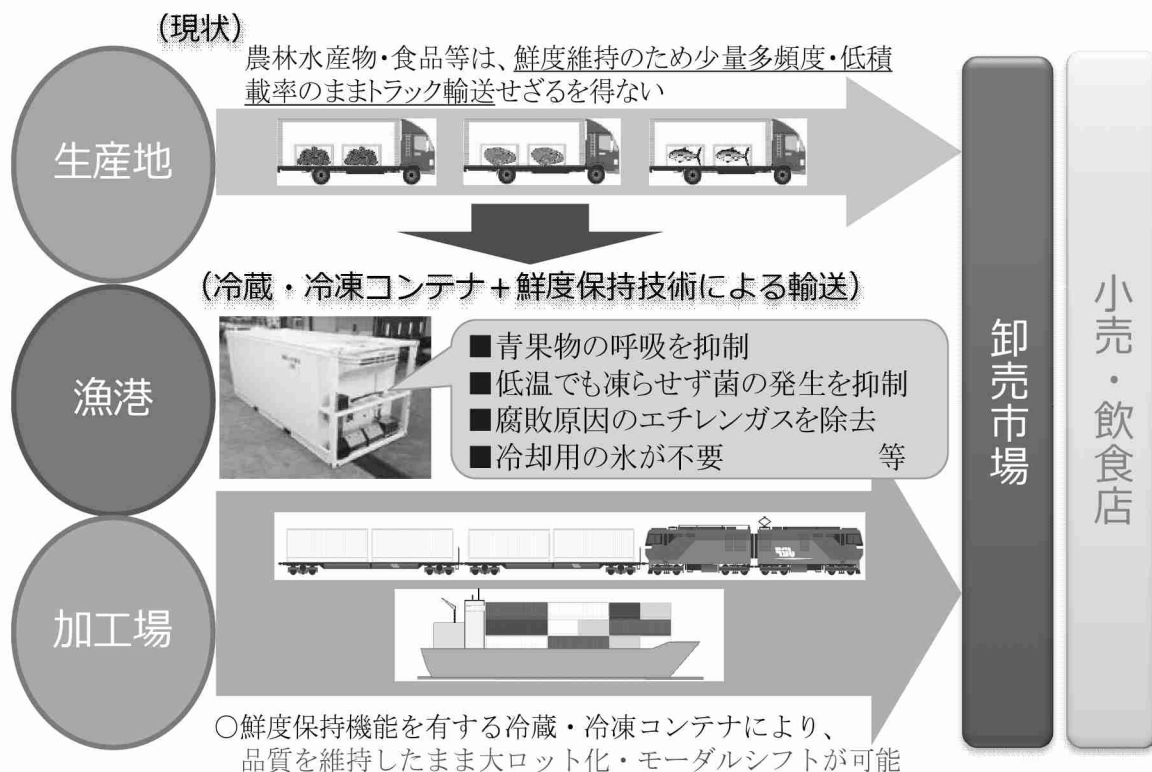 (現状)
農林水産物・食品等は、鮮度維持のため少量多頻度・低積
載率のままトラック輸送せざるを得ない
生産地
(冷蔵・冷凍コンテナ+鮮度保持技術による輸送)
■青果物の呼吸を抑制
■低温でも凍らせず菌の発生を抑制
■腐敗原因のエチレンガスを除去
■冷却用の氷が不要 等
漁港
加工場
卸売市場
小売・飲食店
○鮮度保持機能を有する冷蔵・冷凍コンテナにより、
品質を維持したまま大ロット化・モーダルシフトが可能